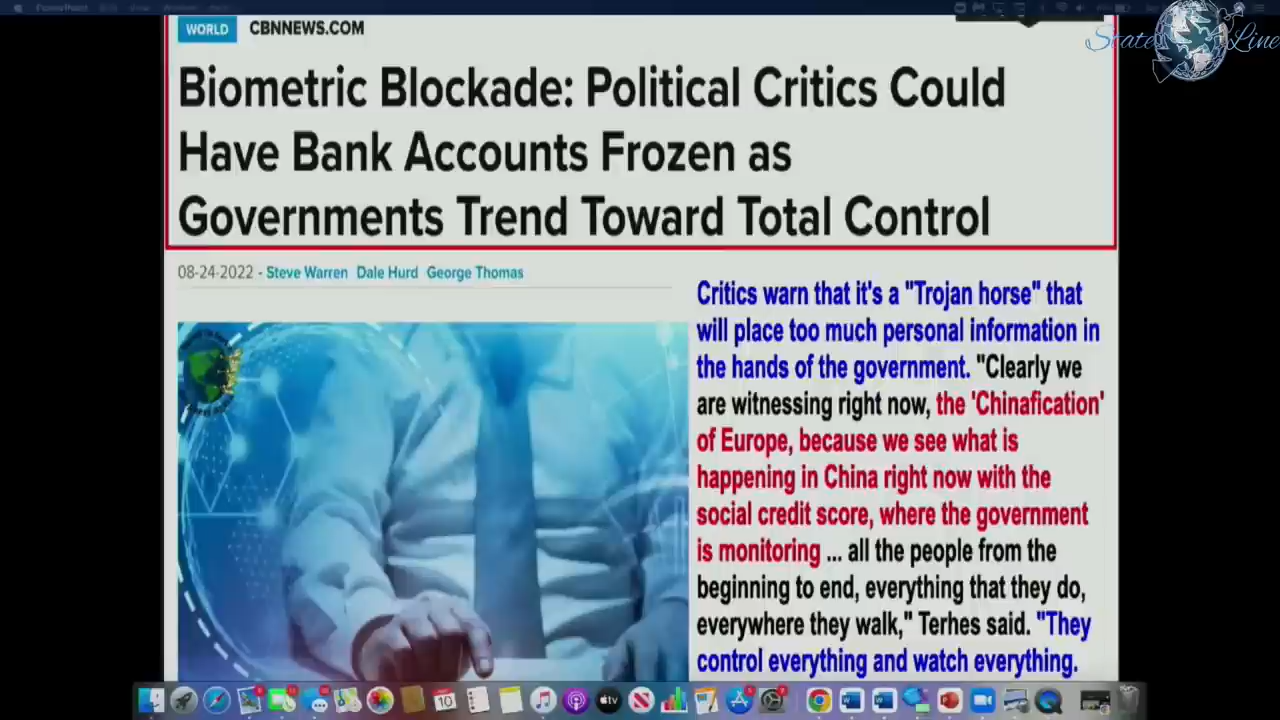 PowerPoint
State Line
WORLD CBNNEWS.COM
Biometric Blockade: Political Critics Could
Have Bank Accounts Frozen as
Governments Trend Toward Total Control
08-24-2022 - Steve Warren Dale Hurd George Thomas
Critics warn that it's a "Trojan horse" that
will place too much personal information in
the hands of the government. "Clearly we
are witnessing right now, the 'Chinafication'
of Europe, because we see what is
happening in China right now with the
social credit score, where the government
is monitoring ... all the people from the
beginning to end, everything that they do,
everywhere they walk," Terhes said. "They
control everything and watch everything.
10
tv